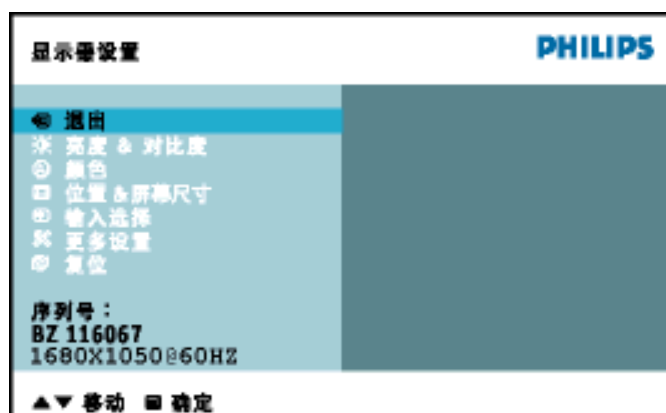 显示器设置
PHILIPS
退出
亮度 & 对比度
颜色
位置 & 屏幕尺寸
输入选择
更多设置
复位
序列号：
BZ 116067
1680X1050@60HZ
▲▼ 移动 确定